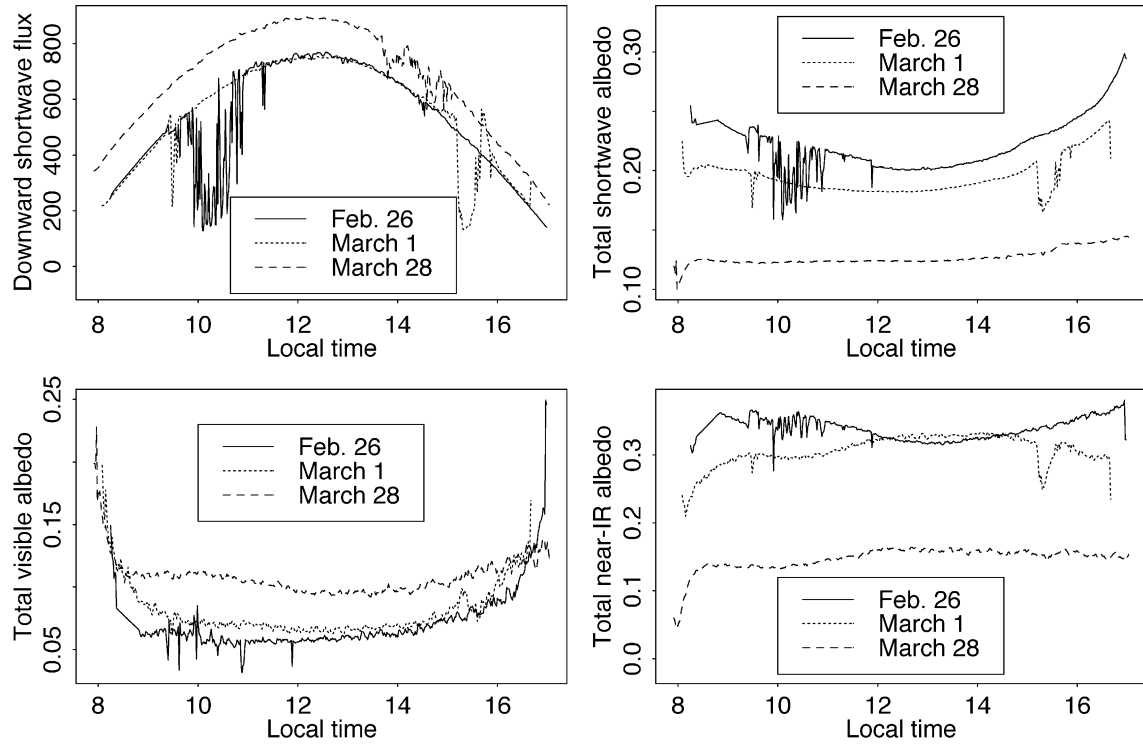 Downward shortwave flux
800
600
400
200
0
Feb. 26
March 1
March 28
8 10 12 14 16
Local time
Total shortwave albedo
0.30
0.20
0.10
Feb. 26
March 1
March 28
8 10 12 14 16
Local time
Total visible albedo
0.25
0.15
0.05
Feb. 26
March 1
March 28
8 10 12 14 16
Local time
Total near-IR albedo
0.3
0.2
0.1
0.0
Feb. 26
March 1
March 28
8 10 12 14 16
Local time